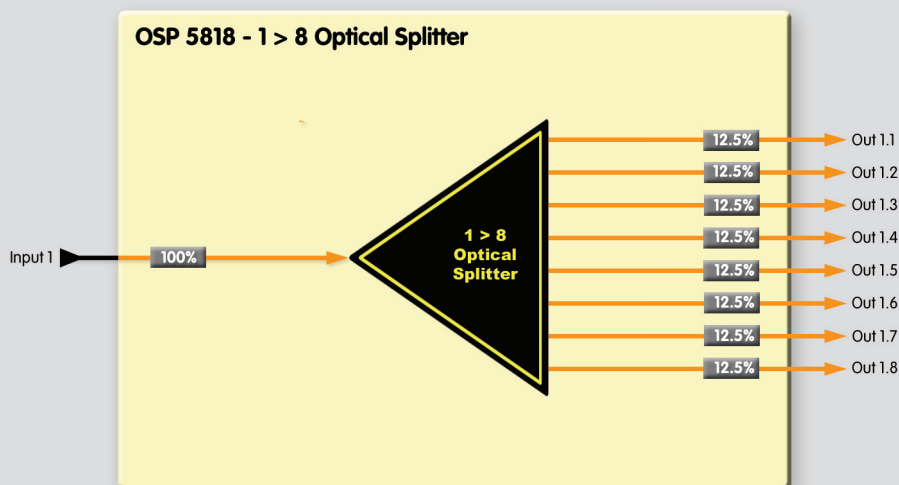 OSP 5818 - 1 > 8 Optical Splitter
Input 1
100%
1 > 8
Optical
Splitter
12.5%
Out 1.1
12.5%
Out 1.2
12.5%
Out 1.3
12.5%
Out 1.4
12.5%
Out 1.5
12.5%
Out 1.6
12.5%
Out 1.7
12.5%
Out 1.8